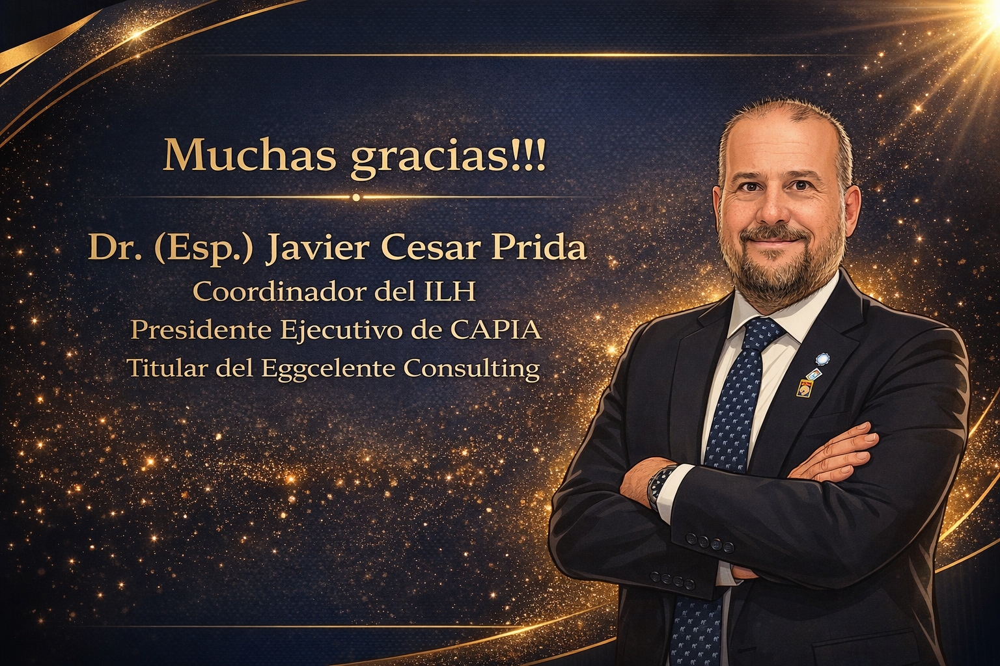 Muchas gracias!!!
Dr. (Esp.) Javier Cesar Prida
Coordinador del ILH
Presidente Ejecutivo de CAPIA
Titular del Eggcelente Consulting